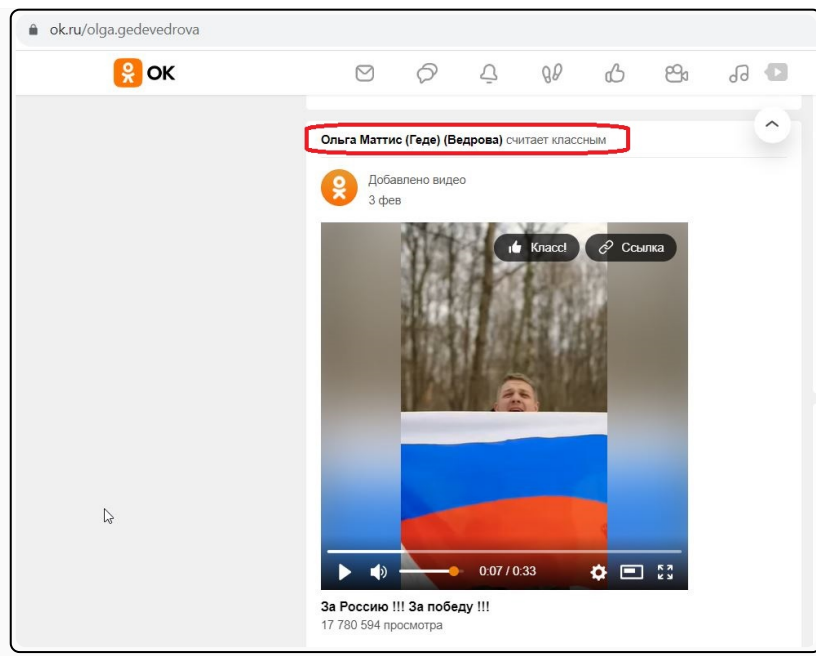 ok.ru/olga.gedevedrova
ОК
Ольга Маттис (Геде) (Ведрова) считает классным
Добавлено видео
3 фев
Класс! Ссылка
0:07 / 0:33
За Россию !!! За победу !!!
17 780 594 просмотра